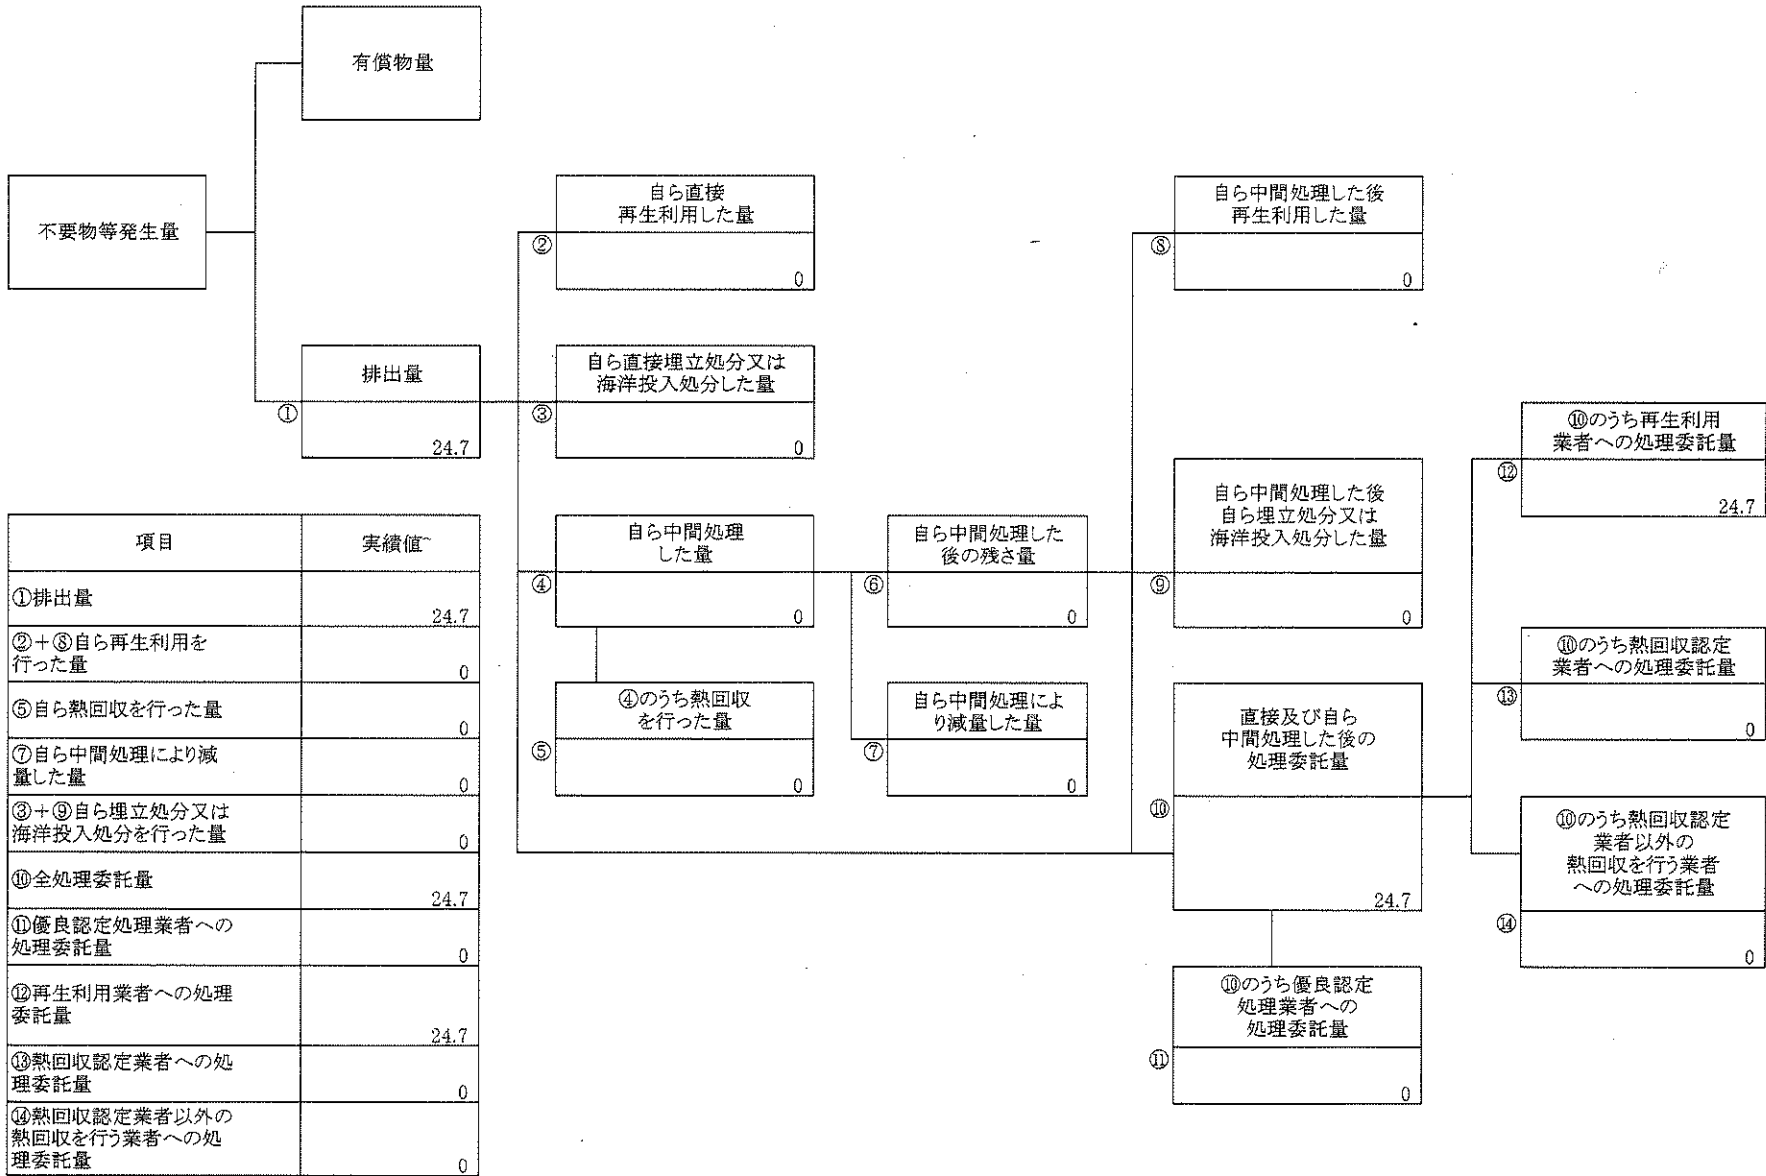 有償物量
不要物等発生量
自ら直接
再生利用した量
②
0
自ら中間処理した後
再生利用した量
⑧
0
排出量
①
24.7
自ら直接埋立処分又は
海洋投入処分した量
③
0
⑩のうち再生利用
業者への処理委託量
⑫
24.7
自ら中間処理
した量
④
0
自ら中間処理した
後の残さ量
⑥
0
自ら中間処理した後
自ら埋立処分又は
海洋投入処分した量
⑨
0
⑩のうち熱回収認定
業者への処理委託量
⑬
0
④のうち熱回収
を行った量
⑤
0
自ら中間処理によ
り減量した量
⑦
0
直接及び自ら
中間処理した後の
処理委託量
⑩
24.7
⑩のうち熱回収認定
業者以外の
熱回収を行う業者
への処理委託量
⑭
0
⑩のうち優良認定
処理業者への
処理委託量
⑪
0
項目 実績値
①排出量
24.7
②+⑧自ら再生利用を
行った量
0
⑤自ら熱回収を行った量
0
⑦自ら中間処理により減
量した量
0
③+⑨自ら埋立処分又は
海洋投入処分を行った量
0
⑩全処理委託量
24.7
⑪優良認定処理業者への
処理委託量
0
⑫再生利用業者への処理
委託量
24.7
⑬熱回収認定業者への処
理委託量
0
⑭熱回収認定業者以外の
熱回収を行う業者への処
理委託量
0